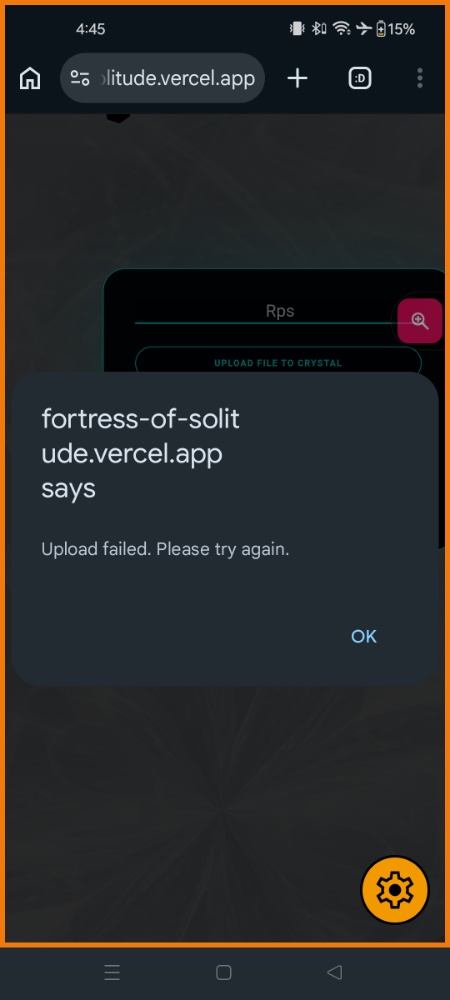 4:45
15%
litude.vercel.app
:D
Rps
UPLOAD FILE TO CRYSTAL
fortress-of-solit
ude.vercel.app
says
Upload failed. Please try again.
OK